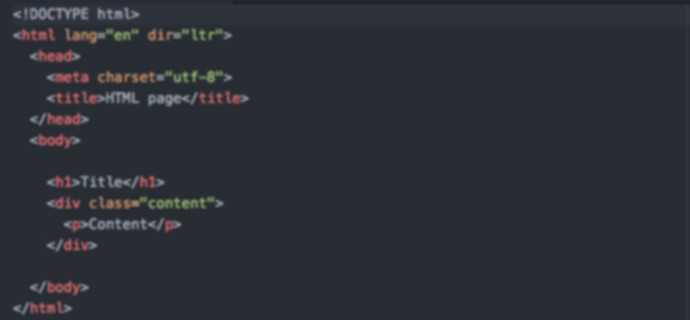 <!DOCTYPE html>
<html lang="en" dir="ltr">
<head>
<meta charset="utf-8">
<title>HTML page</title>
</head>
<body>
<h1>Title</h1>
<div class="content">
<p>Content</p>
</div>
</body>
</html>